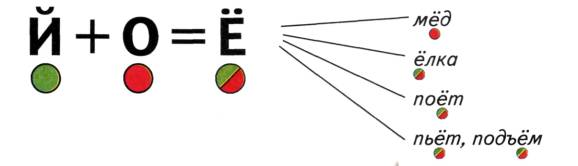 Й + О = Ё
мёд
ёлка
поёт
пьёт, подъём